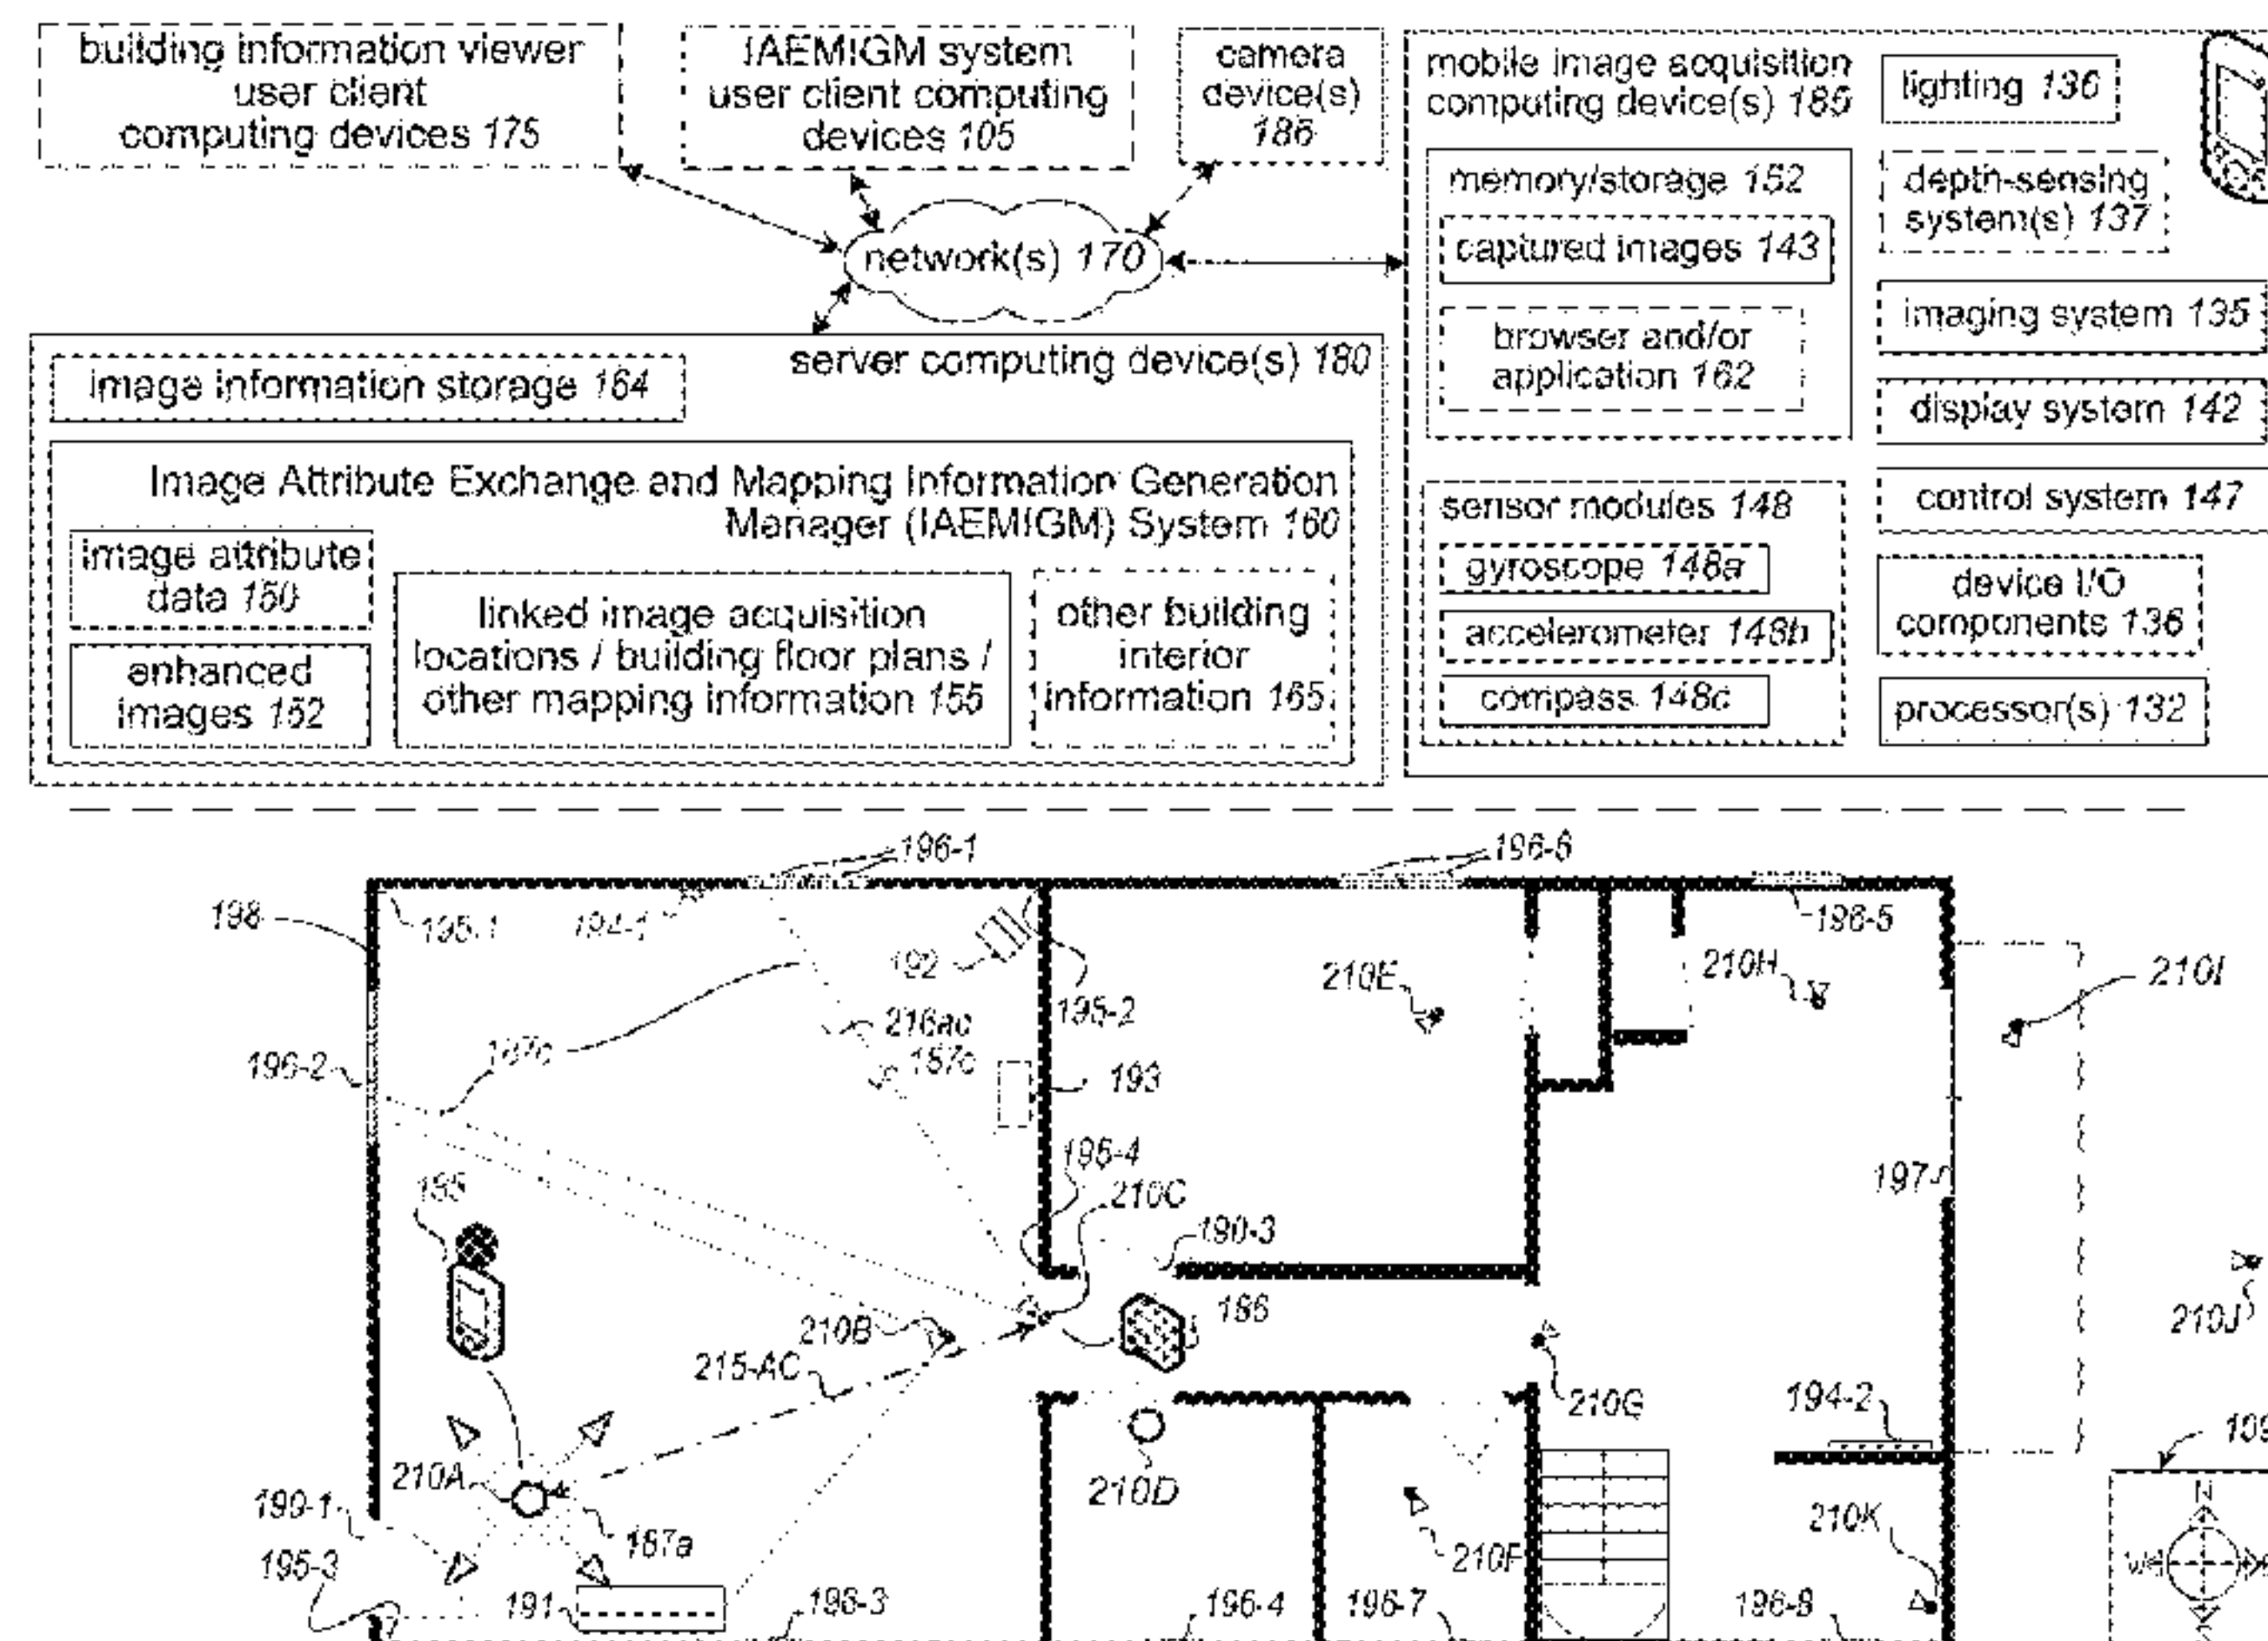 building information viewer
user client
computing devices 175
IAEMIGM system
user client computing
devices 105
camera
device(s)
186
network(s) 170
mobile image acquisition
computing device(s) 185
lighting 136
memory/storage 152
captured images 143
browser and/or
application 162
depth-sensing
system(s) 137
imaging system 135
display system 142
control system 147
device I/O
components 136
processor(s) 132
sensor modules 148
gyroscope 148a
accelerometer 148b
compass 148c
server computing device(s) 180
image information storage 164
Image Attribute Exchange and Mapping Information Generation
Manager (IAEMIGM) System 160
image attribute
data 150
enhanced
images 152
linked image acquisition
locations / building floor plans /
other mapping information 155
other building
interior
information 165
196-1
196-6
198
195-1
194-1
192
195-2
210E
210H
196-5
210I
216ac
187c
187c
196-2
193
195-4
210C
197
185
190-3
186
210B
215-AC
210G
210J
194-2
210A
210D
190-1
187a
210F
210K
195-3
191
196-3
196-4
196-7
196-8
N
W